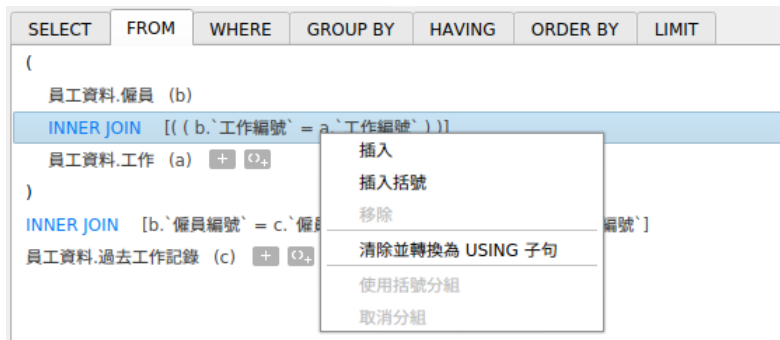 SELECT FROM WHERE GROUP BY HAVING ORDER BY LIMIT
(
員工資料.僱員 (b)
INNER JOIN [( ( b.`工作編號` = a.`工作編號` ) )]
員工資料.工作 (a)
)
INNER JOIN [b.`僱員編號` = c.`僱 編號`]
員工資料.過去工作記錄 (c)
插入
插入括號
移除
清除並轉換為 USING 子句
使用括號分組
取消分組